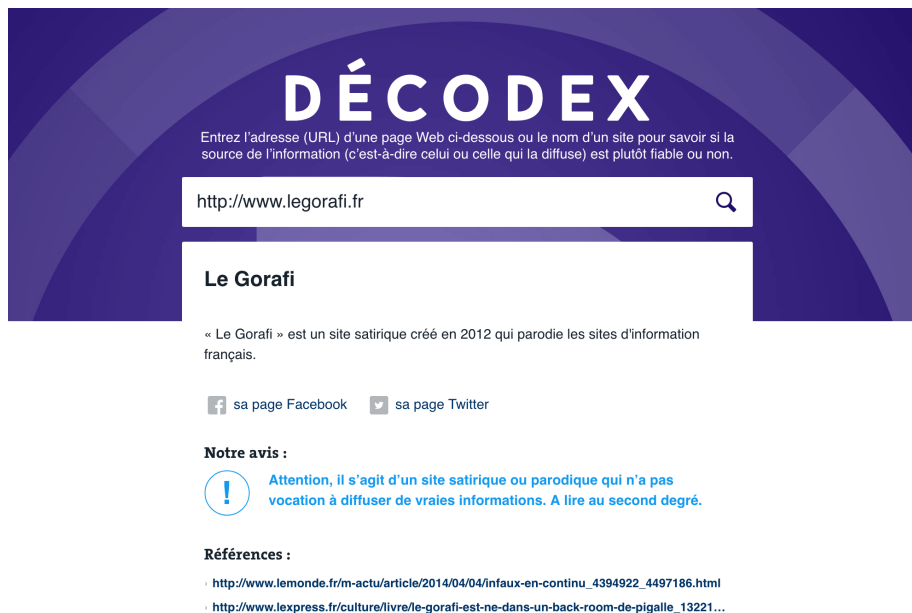 DÉCODEX
Entrez l'adresse (URL) d'une page Web ci-dessous ou le nom d'un site pour savoir si la
source de l'information (c'est-à-dire celui ou celle qui la diffuse) est plutôt fiable ou non.
http://www.legorafi.fr
Le Gorafi
« Le Gorafi » est un site satirique créé en 2012 qui parodie les sites d'information
français.
sa page Facebook sa page Twitter
Notre avis :
! Attention, il s'agit d'un site satirique ou parodique qui n'a pas
vocation à diffuser de vraies informations. A lire au second degré.
Références :
› http://www.lemonde.fr/m-actu/article/2014/04/04/infaux-en-continu_4394922_4497186.html
› http://www.lexpress.fr/culture/livre/le-gorafi-est-ne-dans-un-back-room-de-pigalle_13221…